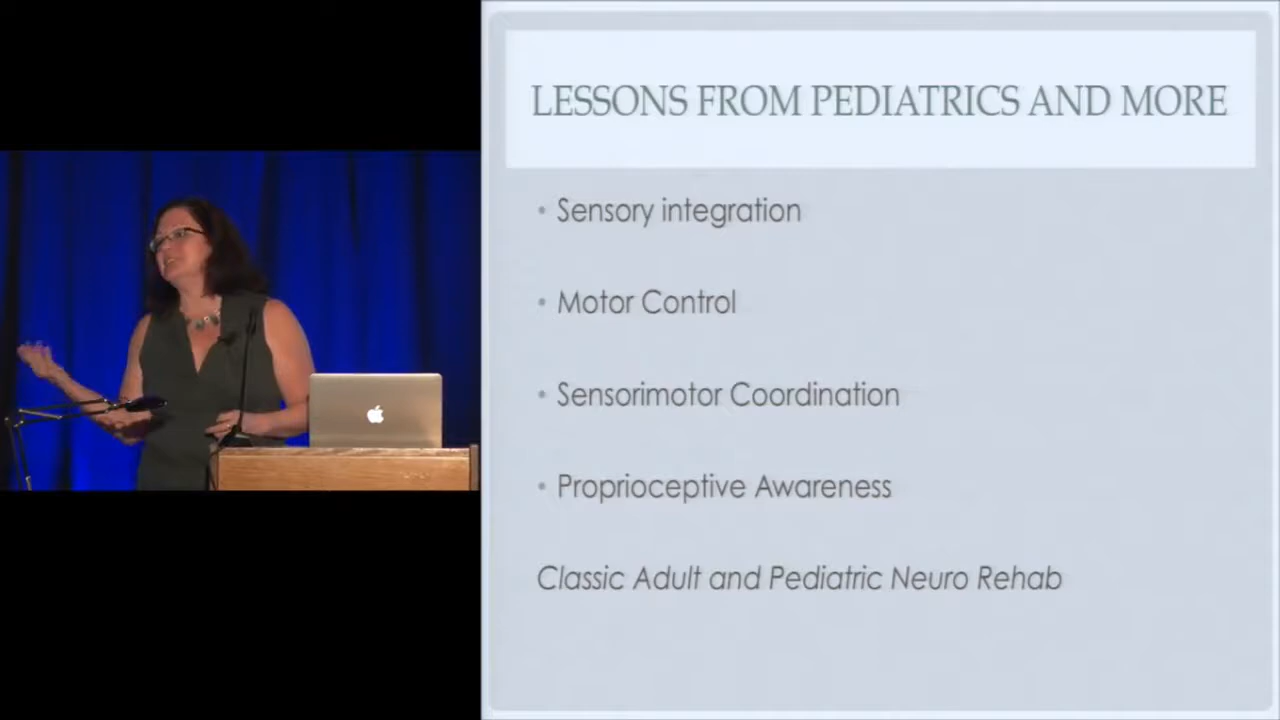 LESSONS FROM PEDIATRICS AND MORE
• Sensory integration
• Motor Control
• Sensorimotor Coordination
• Proprioceptive Awareness
Classic Adult and Pediatric Neuro Rehab